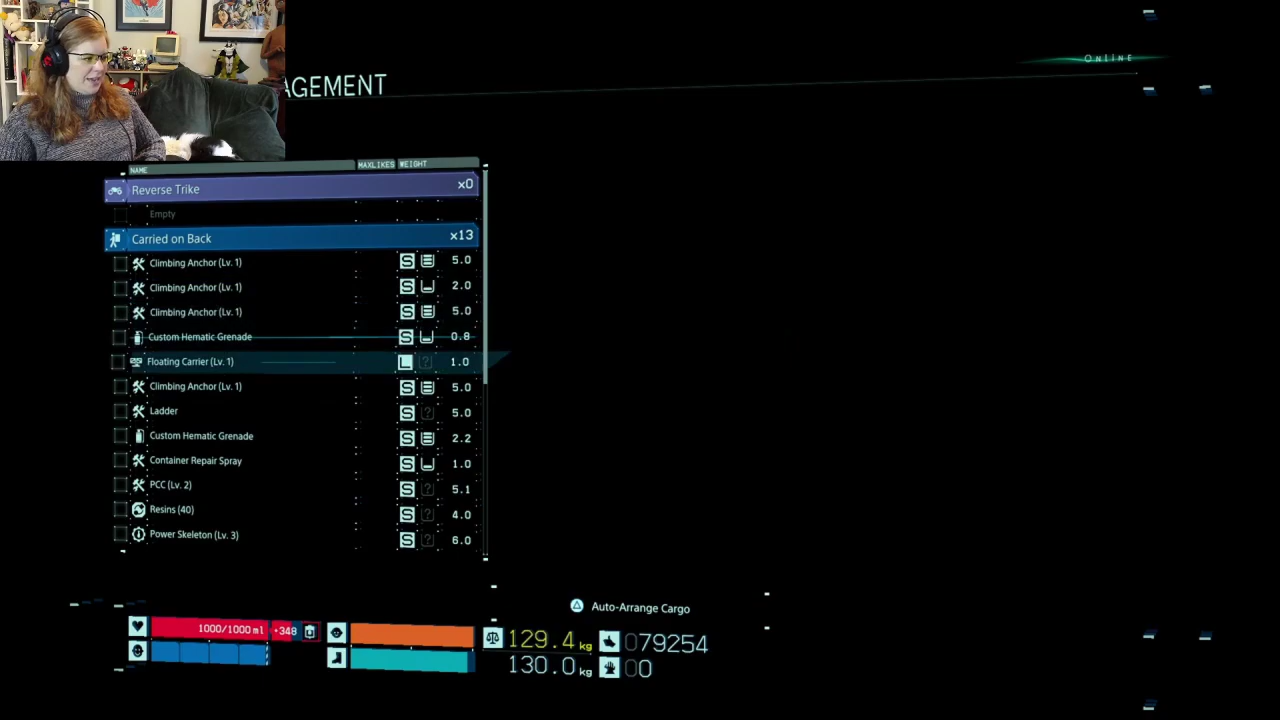 AGEMENT
Online
NAME MAXLIKES WEIGHT
Reverse Trike x0
Empty
Carried on Back x13
Climbing Anchor (Lv. 1) S 5.0
Climbing Anchor (Lv. 1) S 2.0
Climbing Anchor (Lv. 1) S 5.0
Custom Hematic Grenade S 0.8
Floating Carrier (Lv. 1) L ? 1.0
Climbing Anchor (Lv. 1) S 5.0
Ladder S ? 5.0
Custom Hematic Grenade S 2.2
Container Repair Spray S 1.0
PCC (Lv. 2) S ? 5.1
Resins (40) S ? 4.0
Power Skeleton (Lv. 3) S ? 6.0
Auto-Arrange Cargo
1000/1000 ml +348
129.4 kg 079254
130.0 kg 00